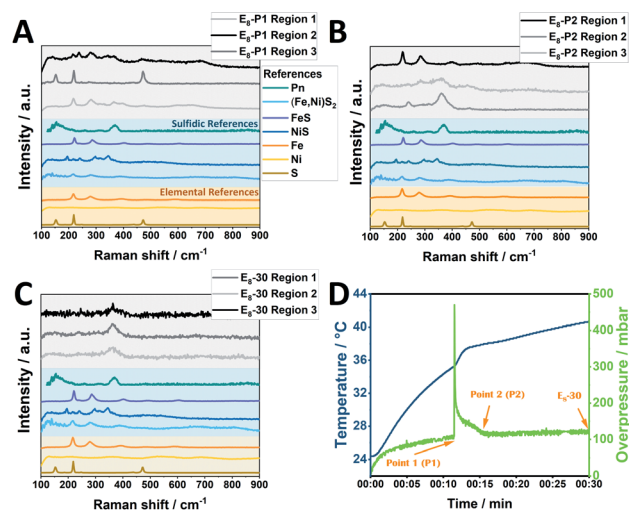 A
E8-P1 Region 1
E8-P1 Region 2
E8-P1 Region 3
References
Pn
(Fe,Ni)S2
FeS
NiS
Fe
Ni
S
Sulfidic References
Elemental References
Intensity / a.u.
100 200 300 400 500 600 700 800 900
Raman shift / cm-1
B
E8-P2 Region 1
E8-P2 Region 2
E8-P2 Region 3
Intensity / a.u.
100 200 300 400 500 600 700 800 900
Raman shift / cm-1
C
E8-30 Region 1
E8-30 Region 2
E8-30 Region 3
Intensity / a.u.
100 200 300 400 500 600 700 800 900
Raman shift / cm-1
D
Temperature / °C
44
40
36
32
28
24
Overpressure / mbar
500
400
300
200
100
0
Point 1 (P1)
Point 2 (P2)
E8-30
00:00 00:05 00:10 00:15 00:20 00:25 00:30
Time / min